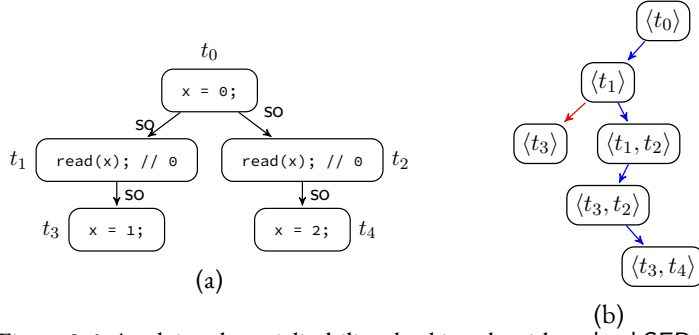 t0
x = 0;
so
so
t1
read(x); // 0
read(x); // 0
t2
so
so
t3
x = 1;
x = 2;
t4
(a)
⟨t0⟩
⟨t1⟩
⟨t3⟩
⟨t1, t2⟩
⟨t3, t2⟩
⟨t3, t4⟩
(b)